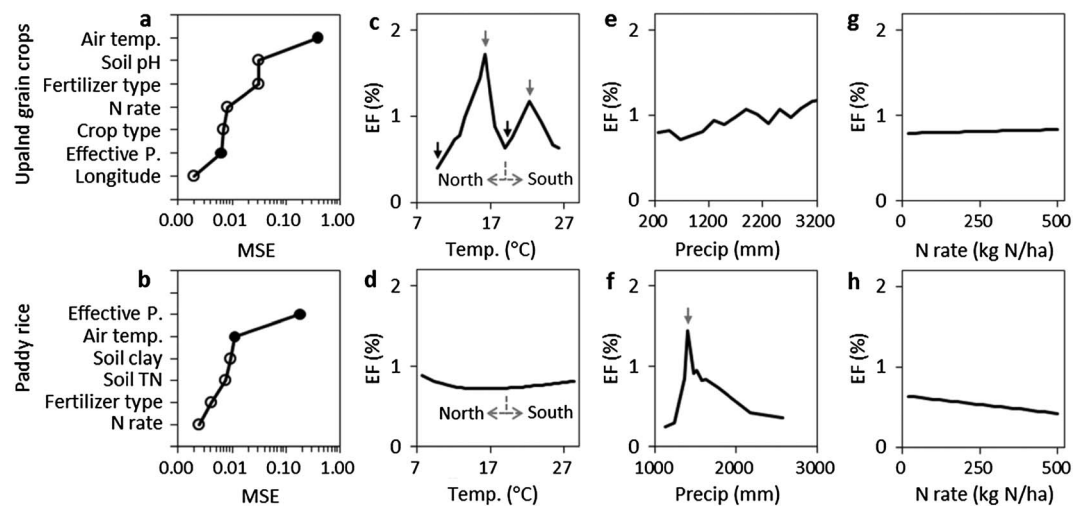 a
Upalnd grain crops
Air temp.
Soil pH
Fertilizer type
N rate
Crop type
Effective P.
Longitude
0.00 0.01 0.10 1.00
MSE
c
EF (%)
2
1
0
North South
7 17 27
Temp. (°C)
e
EF (%)
2
1
0
200 1200 2200 3200
Precip (mm)
g
EF (%)
2
1
0
0 250 500
N rate (kg N/ha)
b
Paddy rice
Effective P.
Air temp.
Soil clay
Soil TN
Fertilizer type
N rate
0.00 0.01 0.10 1.00
MSE
d
EF (%)
2
1
0
North South
7 17 27
Temp. (°C)
f
EF (%)
2
1
0
1000 2000 3000
Precip (mm)
h
EF (%)
2
1
0
0 250 500
N rate (kg N/ha)